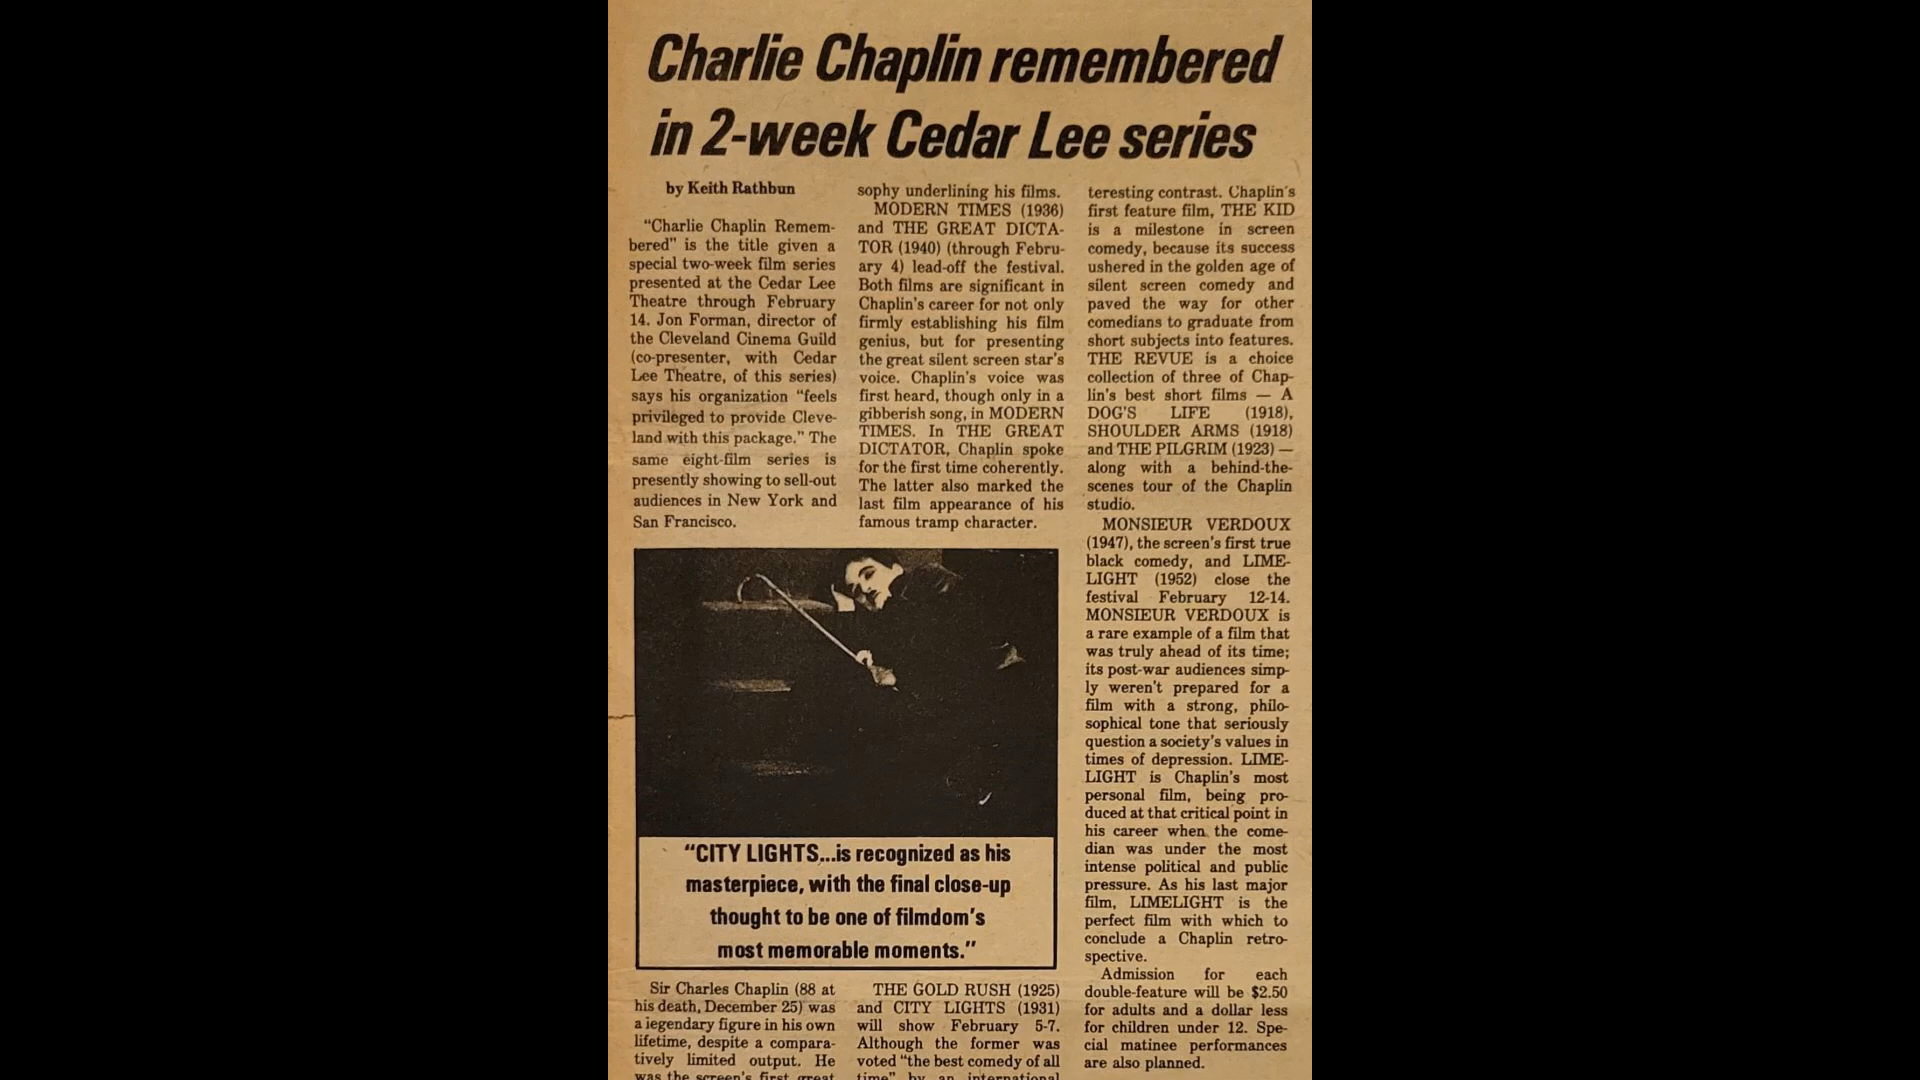 Charlie Chaplin remembered
in 2-week Cedar Lee series
by Keith Rathbun
“Charlie Chaplin Remem-
bered” is the title given a
special two-week film series
presented at the Cedar Lee
Theatre through February
14. Jon Forman, director of
the Cleveland Cinema Guild
(co-presenter, with Cedar
Lee Theatre, of this series)
says his organization “feels
privileged to provide Cleve-
land with this package.” The
same eight-film series is
presently showing to sell-out
audiences in New York and
San Francisco.
“CITY LIGHTS...is recognized as his
masterpiece, with the final close-up
thought to be one of filmdom’s
most memorable moments.”
Sir Charles Chaplin (88 at
his death, December 25) was
a legendary figure in his own
lifetime, despite a compara-
tively limited output. He
was the screen’s first great
sophy underlining his films.
MODERN TIMES (1936)
and THE GREAT DICTA-
TOR (1940) (through Febru-
ary 4) lead-off the festival.
Both films are significant in
Chaplin’s career for not only
firmly establishing his film
genius, but for presenting
the great silent screen star’s
voice. Chaplin’s voice was
first heard, though only in a
gibberish song, in MODERN
TIMES. In THE GREAT
DICTATOR, Chaplin spoke
for the first time coherently.
The latter also marked the
last film appearance of his
famous tramp character.
THE GOLD RUSH (1925)
and CITY LIGHTS (1931)
will show February 5-7.
Although the former was
voted “the best comedy of all
time” by an international
teresting contrast. Chaplin’s
first feature film, THE KID
is a milestone in screen
comedy, because its success
ushered in the golden age of
silent screen comedy and
paved the way for other
comedians to graduate from
short subjects into features.
THE REVUE is a choice
collection of three of Chap-
lin’s best short films — A
DOG’S LIFE (1918),
SHOULDER ARMS (1918)
and THE PILGRIM (1923) —
along with a behind-the-
scenes tour of the Chaplin
studio.
MONSIEUR VERDOUX
(1947), the screen’s first true
black comedy, and LIME-
LIGHT (1952) close the
festival February 12-14.
MONSIEUR VERDOUX is
a rare example of a film that
was truly ahead of its time;
its post-war audiences simp-
ly weren’t prepared for a
film with a strong, philo-
sophical tone that seriously
question a society’s values in
times of depression. LIME-
LIGHT is Chaplin’s most
personal film, being pro-
duced at that critical point in
his career when the come-
dian was under the most
intense political and public
pressure. As his last major
film, LIMELIGHT is the
perfect film with which to
conclude a Chaplin retro-
spective.
Admission for each
double-feature will be $2.50
for adults and a dollar less
for children under 12. Spe-
cial matinee performances
are also planned.